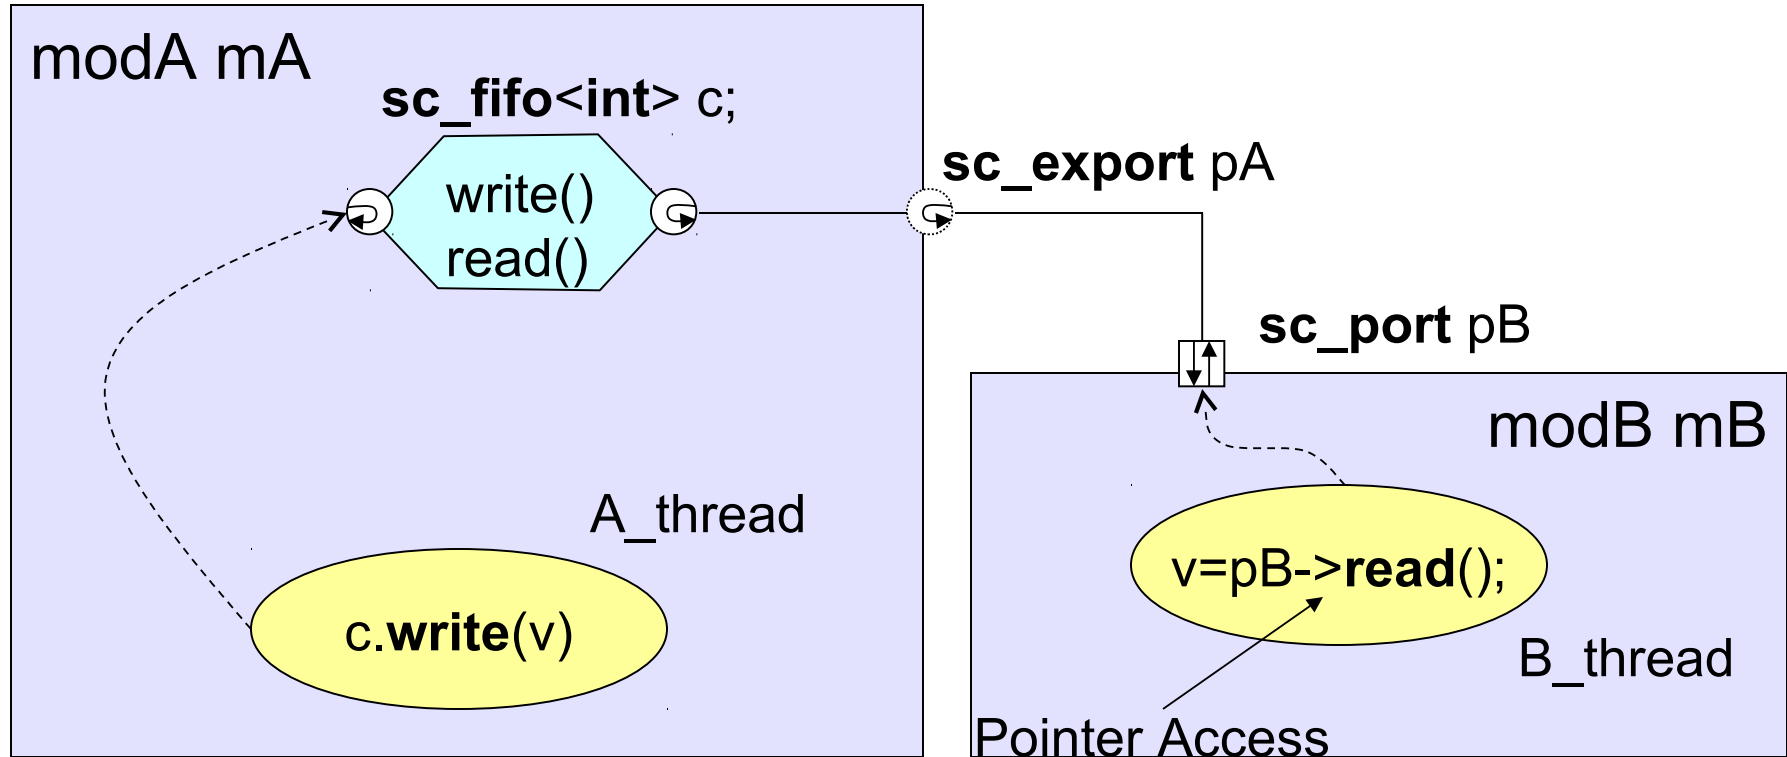 modA mA
sc_fifo<int> c;
write()
read()
sc_export pA
sc_port pB
modB mB
A_thread
c.write(v)
v=pB->read();
B_thread
Pointer Access